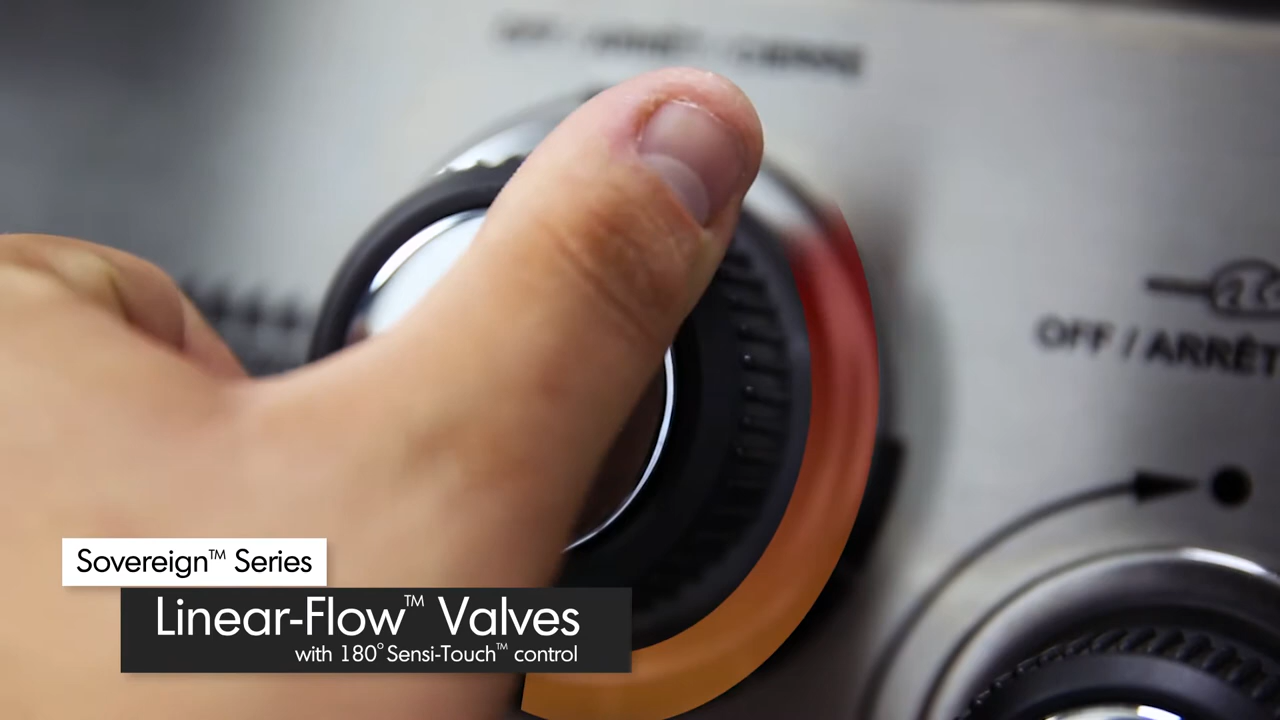 OFF / ARRÊT
Sovereign™ Series
Linear-Flow™ Valves
with 180° Sensi-Touch™ control